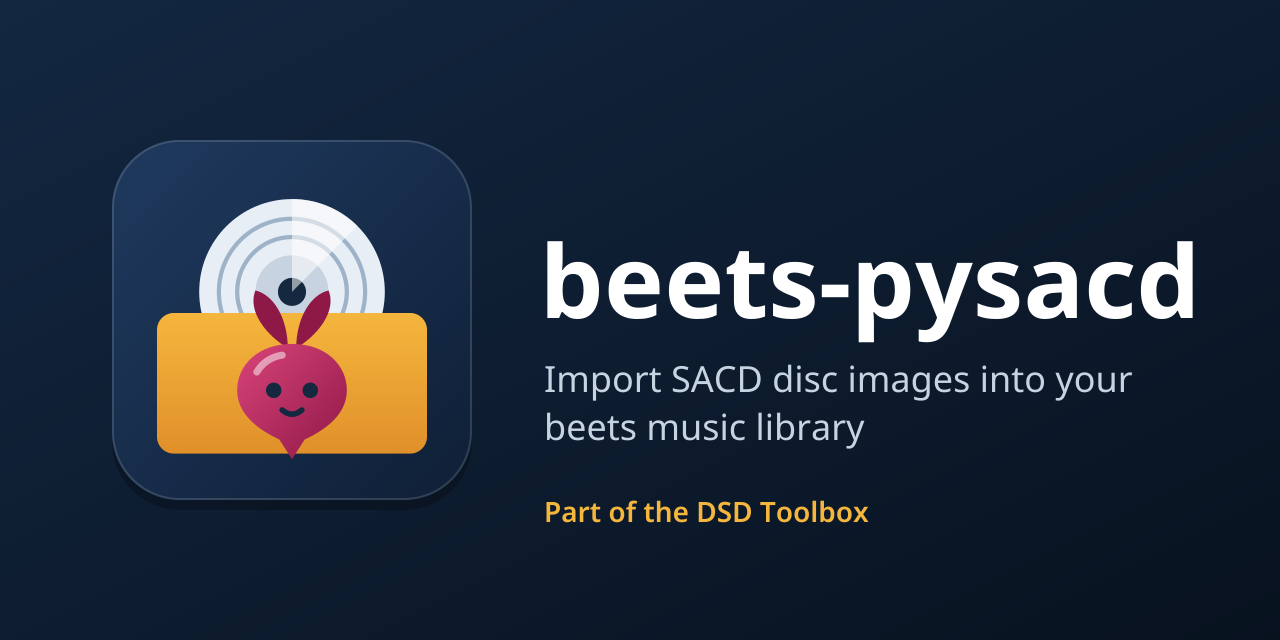 beets-pysacd
Import SACD disc images into your
beets music library
Part of the DSD Toolbox